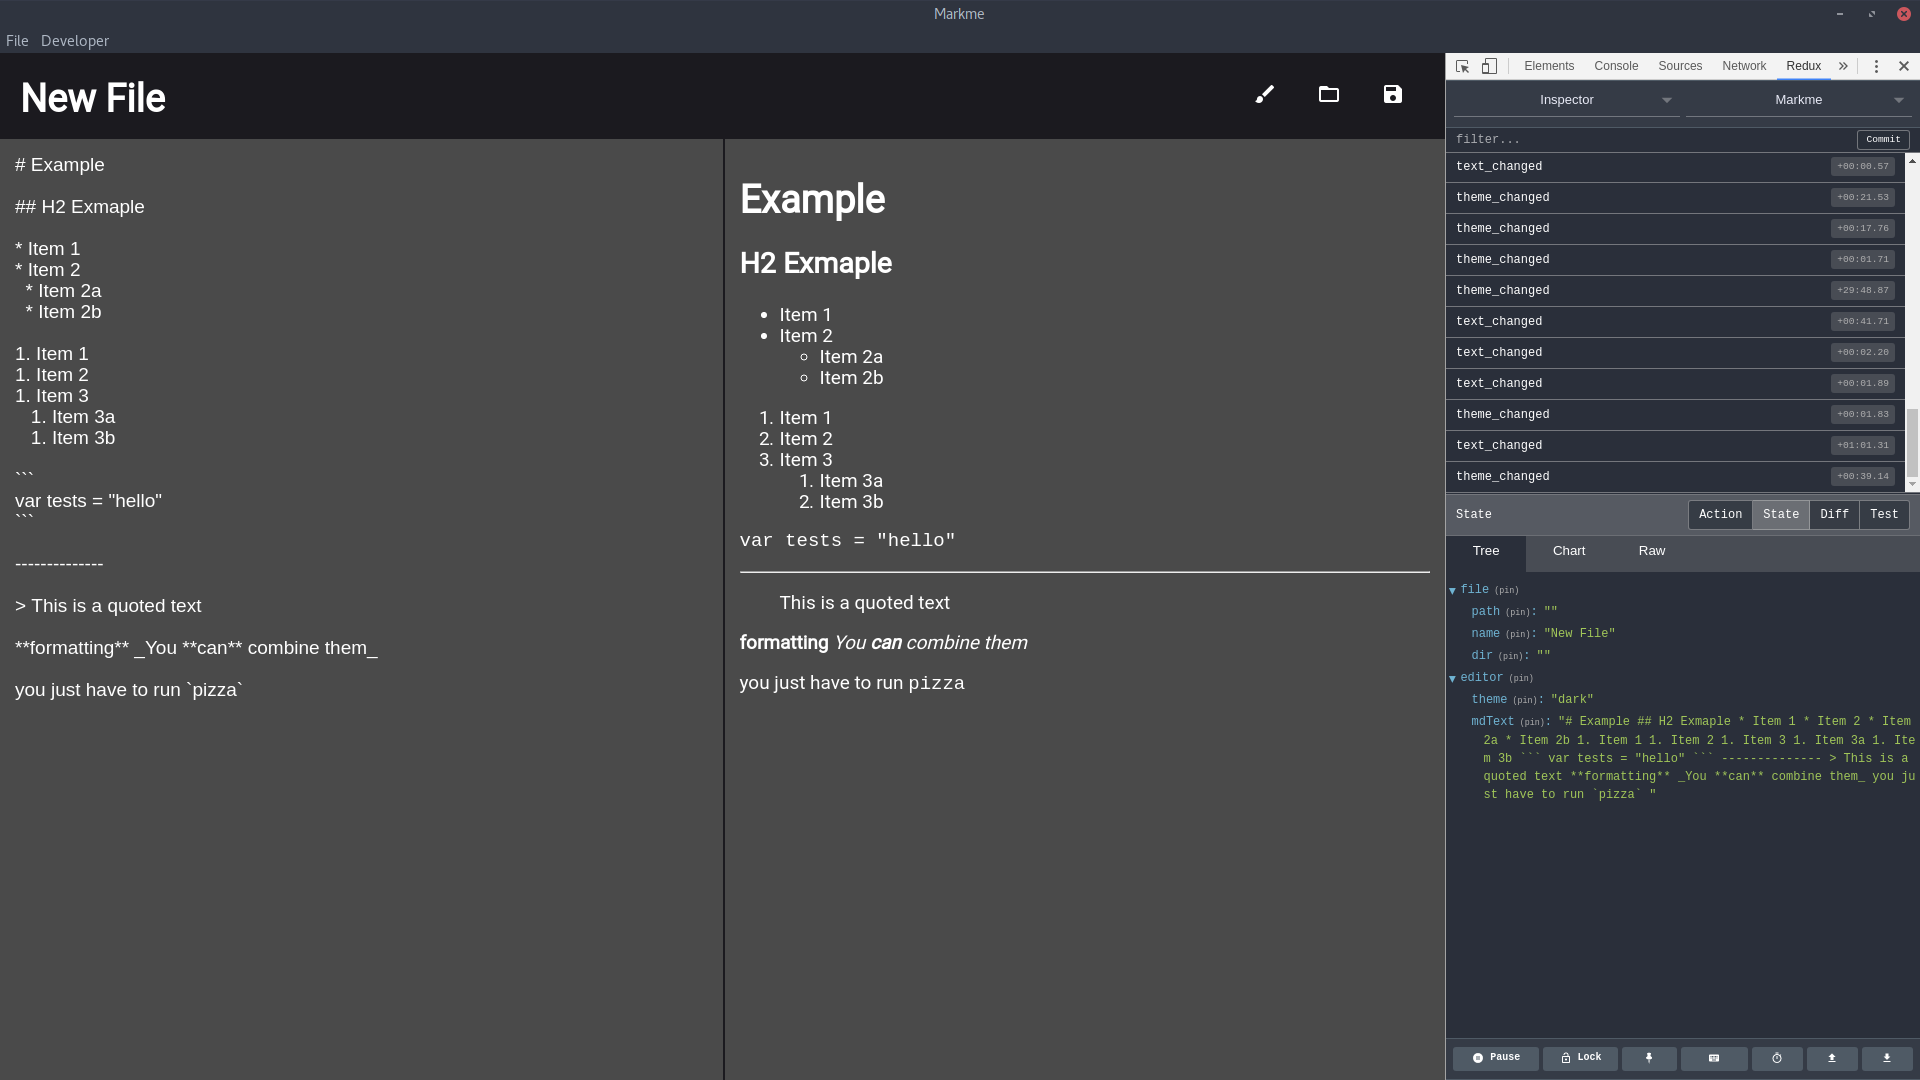 Markme
File Developer
New File
# Example
## H2 Exmaple
* Item 1
* Item 2
* Item 2a
* Item 2b
1. Item 1
1. Item 2
1. Item 3
1. Item 3a
1. Item 3b
```
var tests = "hello"
```
--------------
> This is a quoted text
**formatting** _You **can** combine them_
you just have to run `pizza`
Example
H2 Exmaple
• Item 1
• Item 2
◦ Item 2a
◦ Item 2b
1. Item 1
2. Item 2
3. Item 3
1. Item 3a
2. Item 3b
var tests = "hello"
This is a quoted text
formatting You can combine them
you just have to run pizza
Elements Console Sources Network Redux »
Inspector Markme
filter... Commit
text_changed +00:00.57
theme_changed +00:21.53
theme_changed +00:17.76
theme_changed +00:01.71
theme_changed +29:48.87
text_changed +00:41.71
text_changed +00:02.20
text_changed +00:01.89
theme_changed +00:01.83
text_changed +01:01.31
theme_changed +00:39.14
State Action State Diff Test
Tree Chart Raw
file (pin)
path (pin): ""
name (pin): "New File"
dir (pin): ""
editor (pin)
theme (pin): "dark"
mdText (pin): "# Example ## H2 Exmaple * Item 1 * Item 2 * Item
2a * Item 2b 1. Item 1 1. Item 2 1. Item 3 1. Item 3a 1. Ite
m 3b ``` var tests = "hello" ``` -------------- > This is a
quoted text **formatting** _You **can** combine them_ you ju
st have to run `pizza` "
Pause Lock